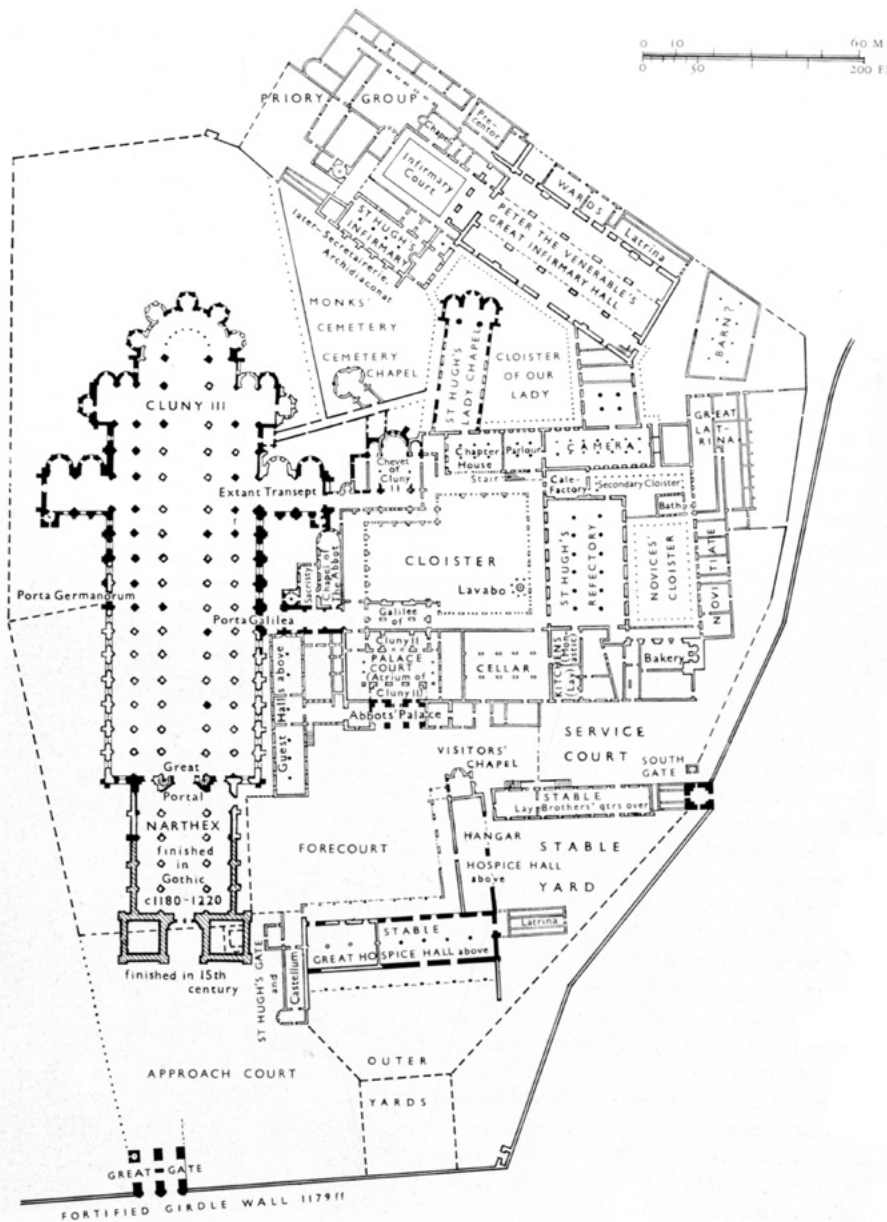 0 10 60 M
0 50 200 F
PRIORY GROUP
Chapel
Pre-
centor
Infirmary
Court
WARDS
Latrina
PETER THE VENERABLE'S
GREAT INFIRMARY HALL
ST HUGH'S
INFIRMARY
later-Secretairerie,
Archidiaconat
MONKS'
CEMETERY
CEMETERY
CHAPEL
ST HUGH'S
LADY CHAPEL
CLOISTER
OF OUR
LADY
BARN?
CLUNY III
GREAT
LAT-
RINA
Chevet
of
Cluny
II
Chapter
House
Parlour
CAMERA
Stair
Extant Transept
Cale-
Factory
Secondary Cloister
Bath
CLOISTER
Lavabo
ST HUGH'S
REFECTORY
NOVICES'
CLOISTER
NOVITIATE
Sacristy
Chapel of
The Abbot
Porta Germanorum
Porta Galilea
Galilee
of
Cluny II
PALACE
COURT
(Atrium of
Cluny II)
CELLAR
KITCHENS
(Monastic)
(Lay)
Bakery
Guest Halls above
Abbots' Palace
Great
Portal
VISITORS'
CHAPEL
SERVICE
COURT
SOUTH
GATE
NARTHEX
finished
in
Gothic
c1180-1220
STABLE
Lay Brothers' qtrs over
FORECOURT
HANGAR
HOSPICE HALL
above
STABLE
YARD
STABLE
GREAT HOSPICE HALL above
Latrina
finished in 15th
century
ST HUGH'S GATE
and
Castellum
APPROACH COURT
OUTER
YARDS
GREAT GATE
FORTIFIED GIRDLE WALL 1179ff